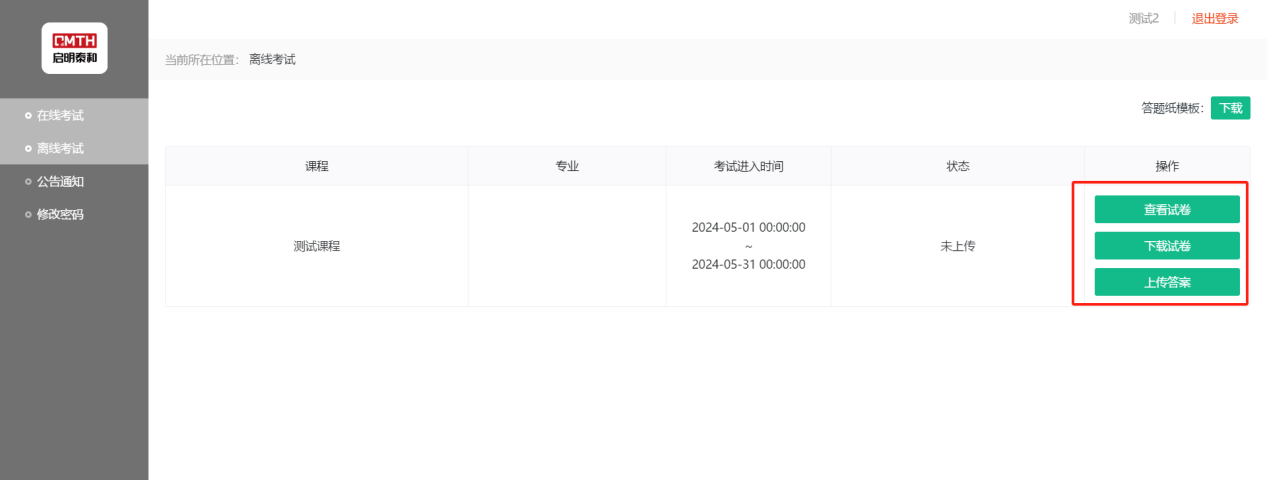 测试2 退出登录
CMTH
启明泰和
当前所在位置: 离线考试
在线考试
离线考试
公告通知
修改密码
答题纸模板: 下载
课程 专业 考试进入时间 状态 操作
测试课程
2024-05-01 00:00:00
~
2024-05-31 00:00:00
未上传
查看试卷
下载试卷
上传答案